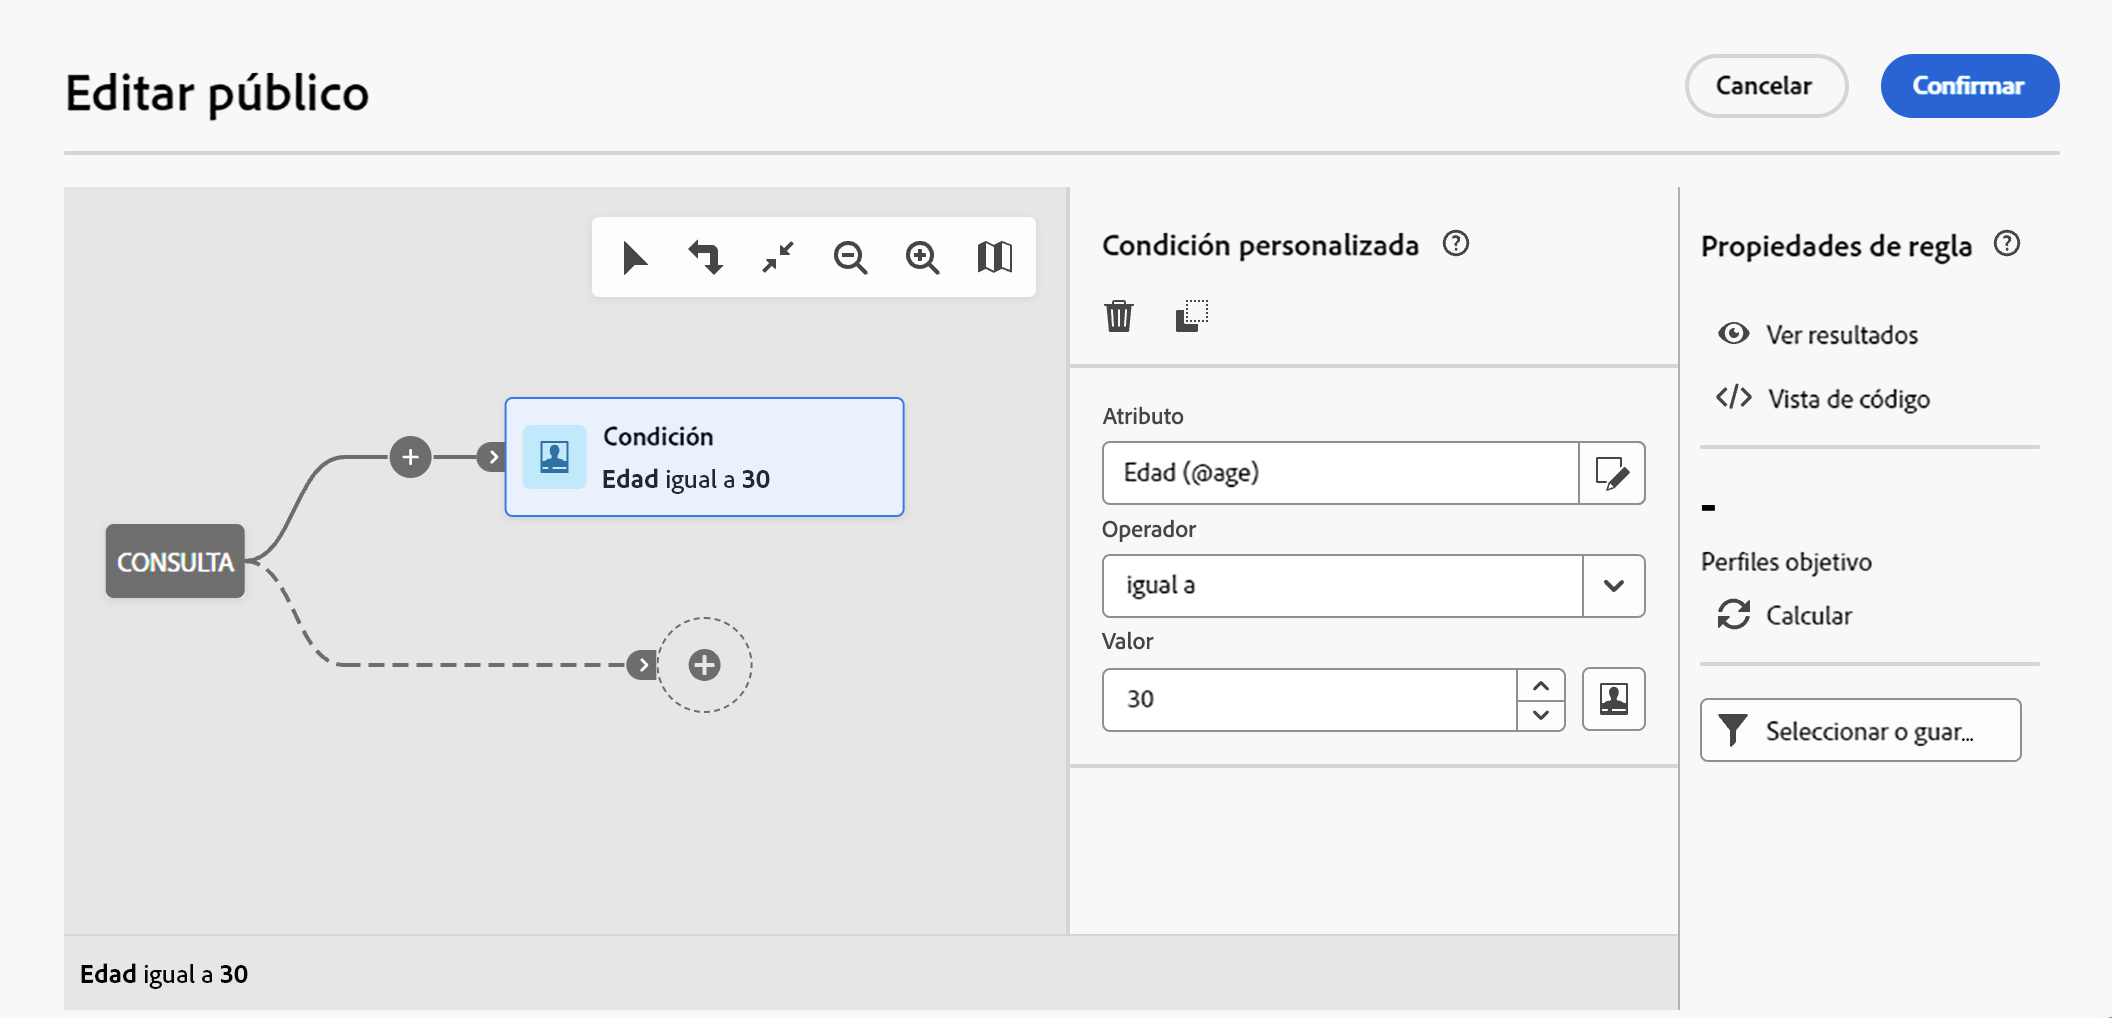 Editar público
Cancelar
Confirmar
CONSULTA
Condición
Edad igual a 30
Condición personalizada
Atributo
Edad (@age)
Operador
igual a
Valor
30
Propiedades de regla
Ver resultados
Vista de código
-
Perfiles objetivo
Calcular
Seleccionar o guar...
Edad igual a 30